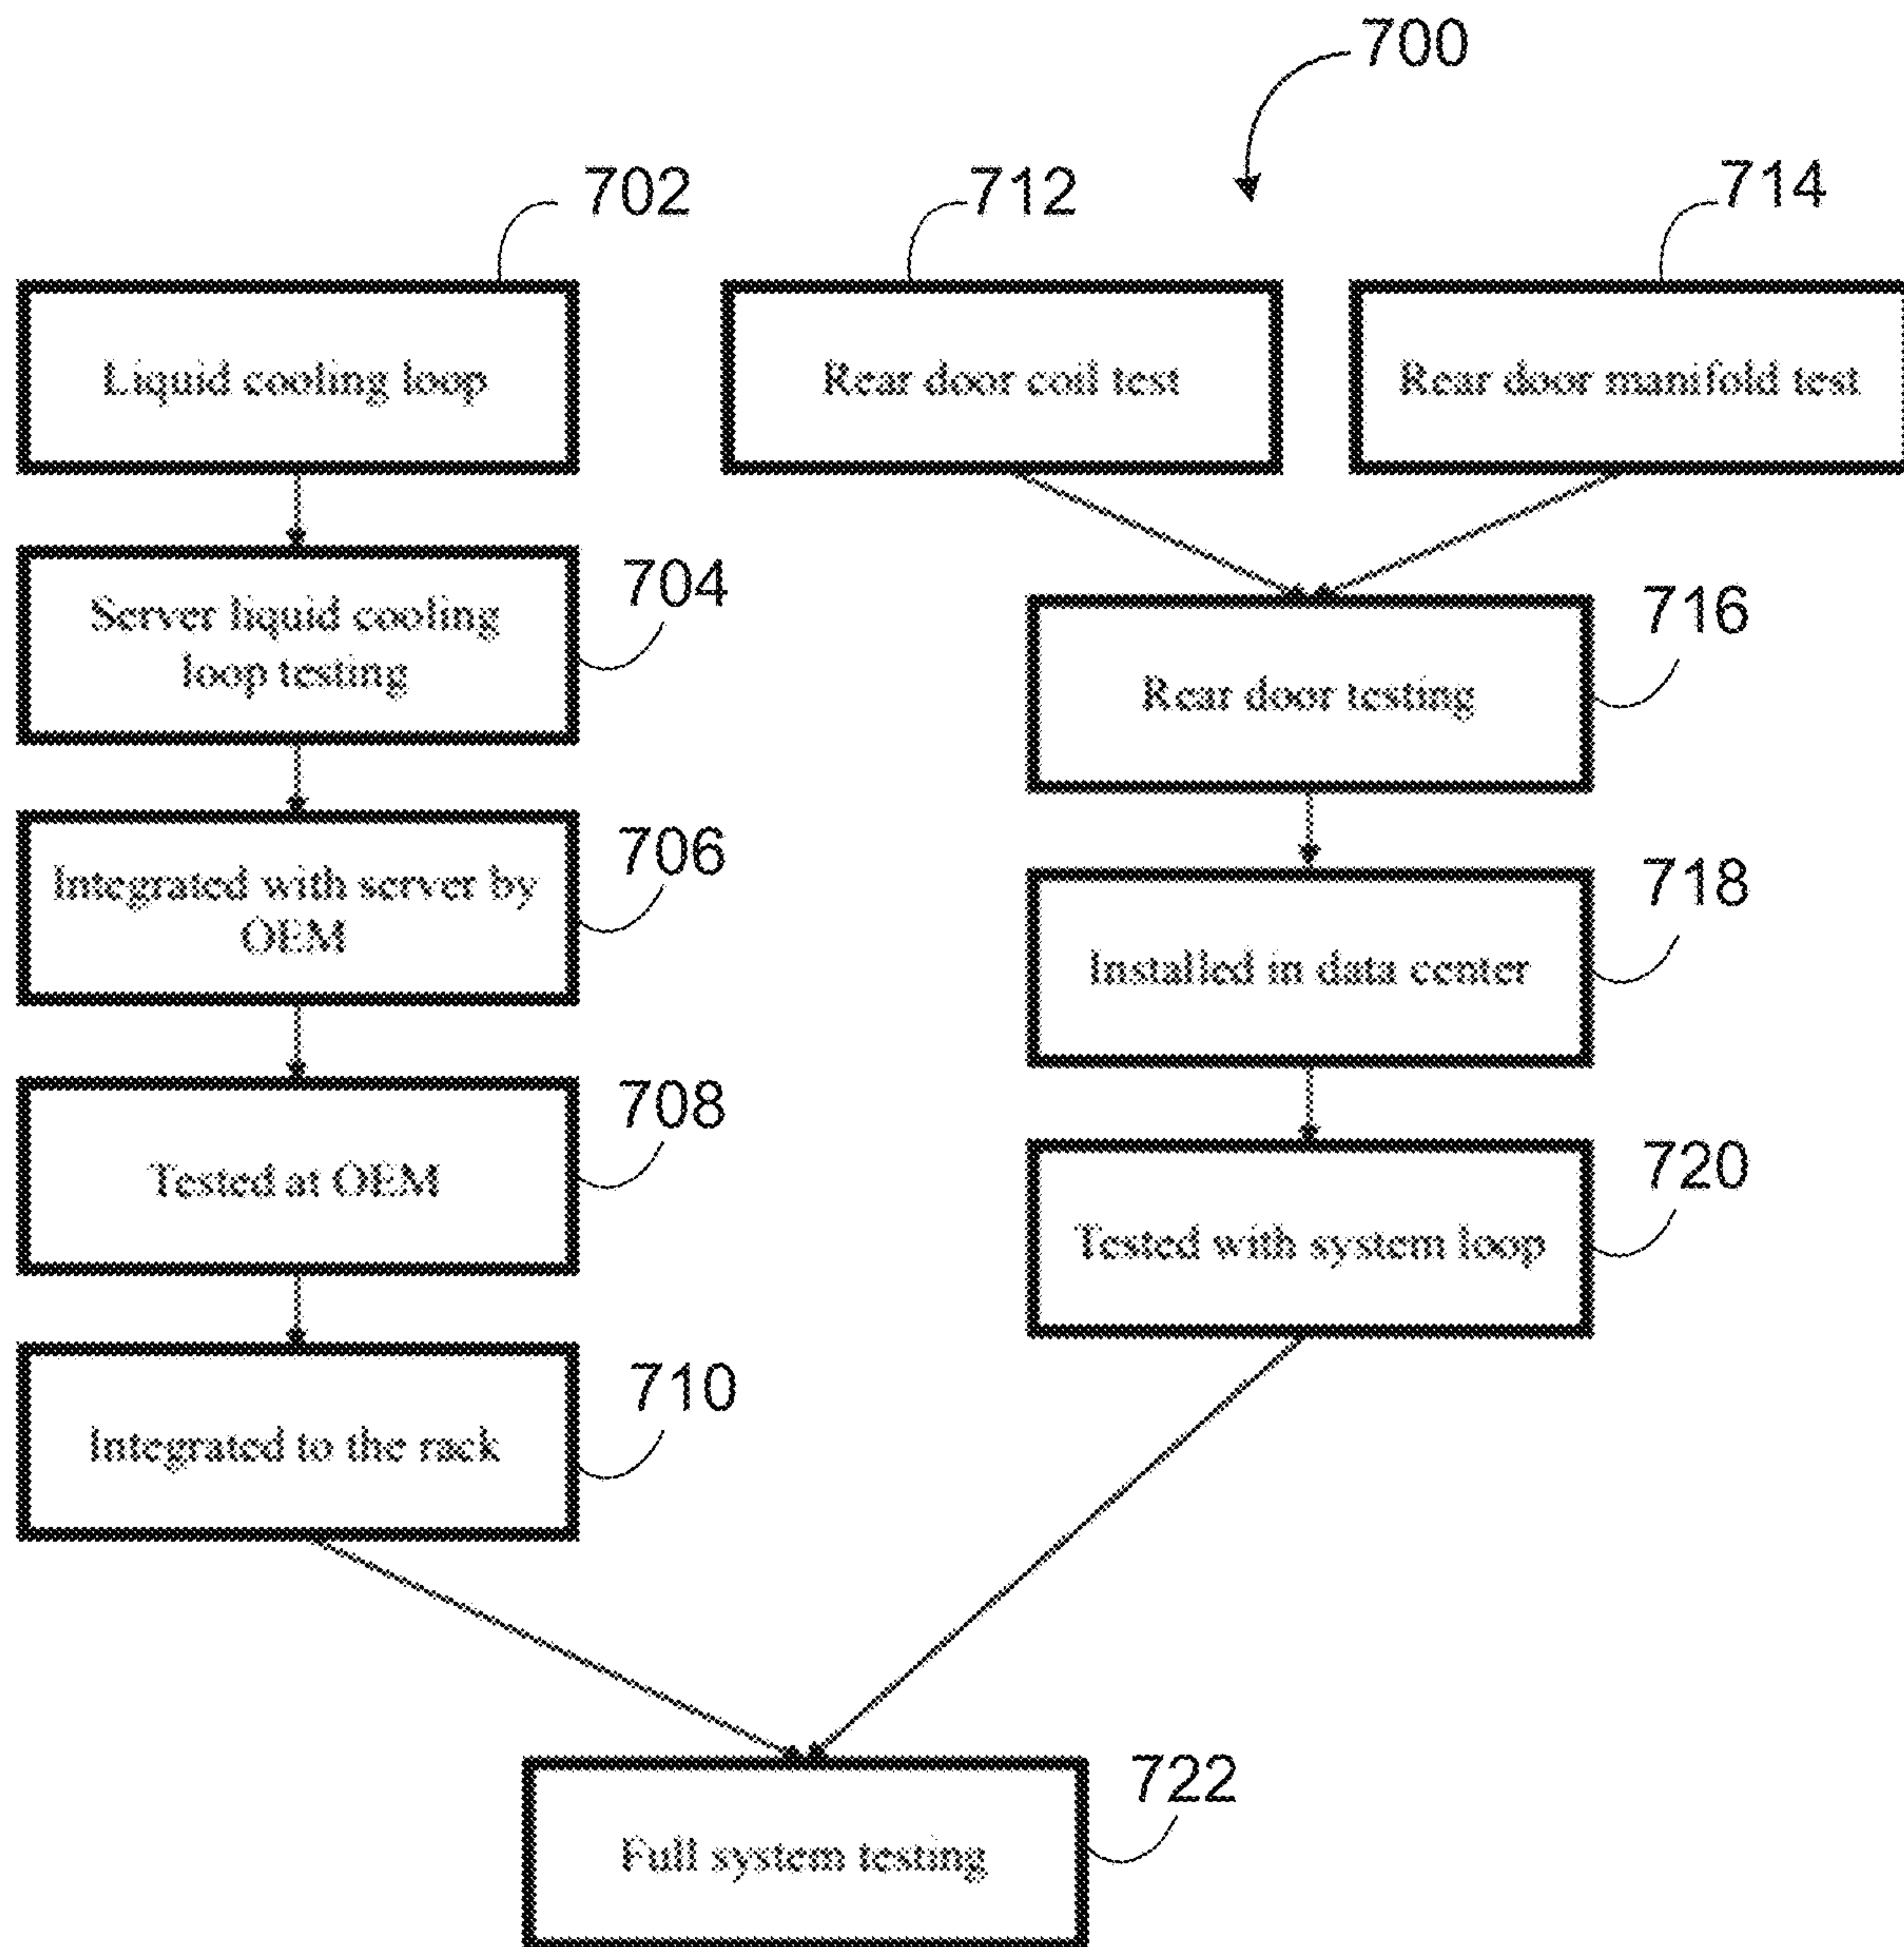 700
702
712
714
Liquid cooling loop
Rear door coil test
Rear door manifold test
Server liquid cooling
loop testing
704
Rear door testing
716
Integrated with server by
OEM
706
Installed in data center
718
Tested at OEM
708
Tested with system loop
720
Integrated to the rack
710
Full system testing
722